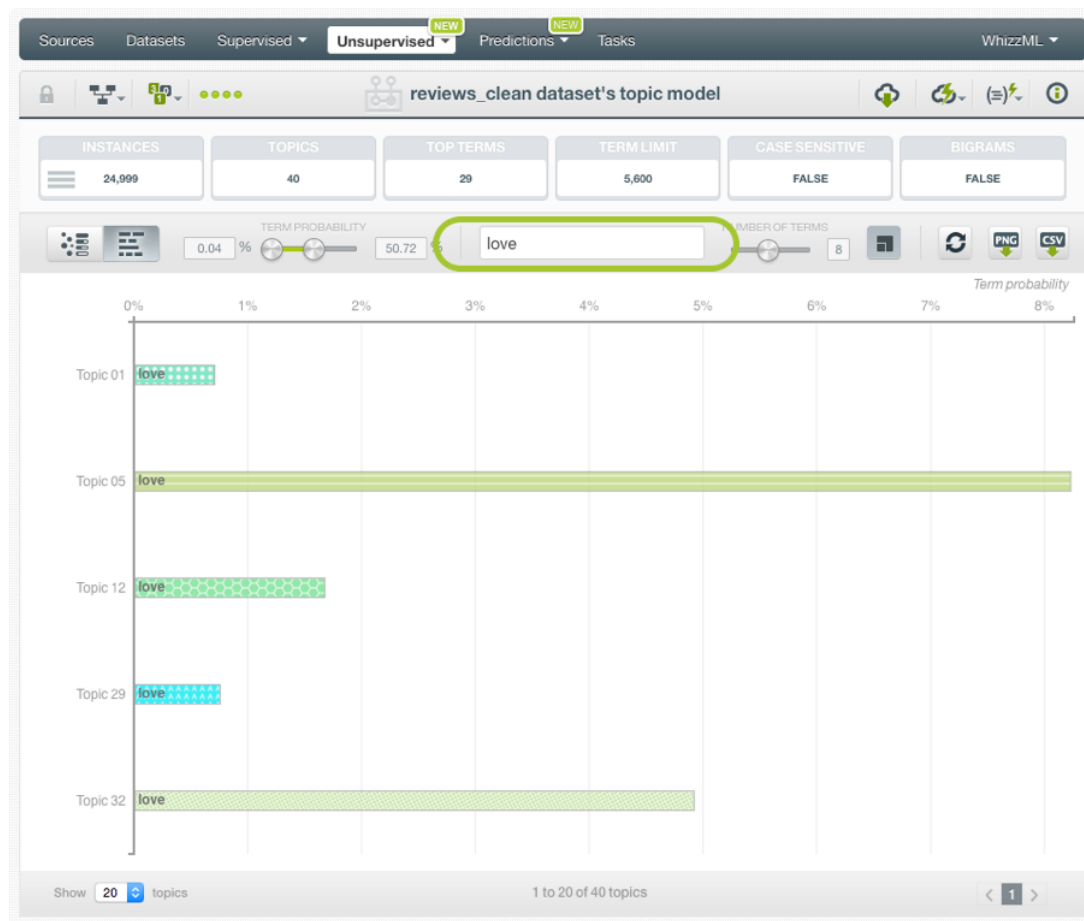 NEW NEW
Sources Datasets Supervised Unsupervised Predictions Tasks WhizzML
reviews_clean dataset's topic model
INSTANCES TOPICS TOP TERMS TERM LIMIT CASE SENSITIVE BIGRAMS
24,999 40 29 5,600 FALSE FALSE
TERM PROBABILITY NUMBER OF TERMS
0.04 % 50.72 % love 8 PNG CSV
Term probability
0% 1% 2% 3% 4% 5% 6% 7% 8%
Topic 01 love
Topic 05 love
Topic 12 love
Topic 29 love
Topic 32 love
Show 20 topics 1 to 20 of 40 topics < 1 >